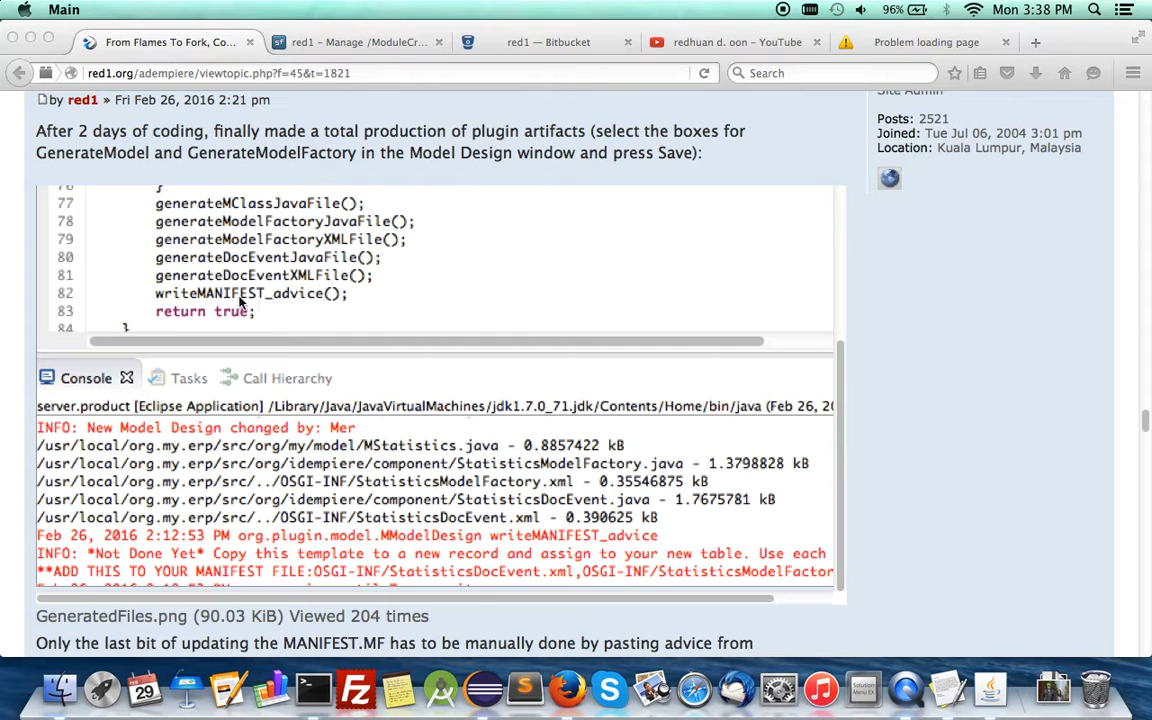 Main
96%
Mon 3:38 PM
From Flames To Fork, Co...
red1 - Manage /ModuleCr...
red1 — Bitbucket
redhuan d. oon - YouTube
Problem loading page
red1.org/adempiere/viewtopic.php?f=45&t=1821
Search
by red1 » Fri Feb 26, 2016 2:21 pm
Site Admin
Posts: 2521
Joined: Tue Jul 06, 2004 3:01 pm
Location: Kuala Lumpur, Malaysia
After 2 days of coding, finally made a total production of plugin artifacts (select the boxes for
GenerateModel and GenerateModelFactory in the Model Design window and press Save):
76 }
77 generateMClassJavaFile();
78 generateModelFactoryJavaFile();
79 generateModelFactoryXMLFile();
80 generateDocEventJavaFile();
81 generateDocEventXMLFile();
82 writeMANIFEST_advice();
83 return true;
84 }
Console Tasks Call Hierarchy
server.product [Eclipse Application] /Library/Java/JavaVirtualMachines/jdk1.7.0_71.jdk/Contents/Home/bin/java (Feb 26, 20
INFO: New Model Design changed by: Mer
/usr/local/org.my.erp/src/org/my/model/MStatistics.java - 0.8857422 kB
/usr/local/org.my.erp/src/org/idempiere/component/StatisticsModelFactory.java - 1.3798828 kB
/usr/local/org.my.erp/src/../OSGI-INF/StatisticsModelFactory.xml - 0.35546875 kB
/usr/local/org.my.erp/src/org/idempiere/component/StatisticsDocEvent.java - 1.7675781 kB
/usr/local/org.my.erp/src/../OSGI-INF/StatisticsDocEvent.xml - 0.390625 kB
Feb 26, 2016 2:12:53 PM org.plugin.model.MModelDesign writeMANIFEST_advice
INFO: *Not Done Yet* Copy this template to a new record and assign to your new table. Use each
**ADD THIS TO YOUR MANIFEST FILE:OSGI-INF/StatisticsDocEvent.xml,OSGI-INF/StatisticsModelFactor
GeneratedFiles.png (90.03 KiB) Viewed 204 times
Only the last bit of updating the MANIFEST.MF has to be manually done by pasting advice from